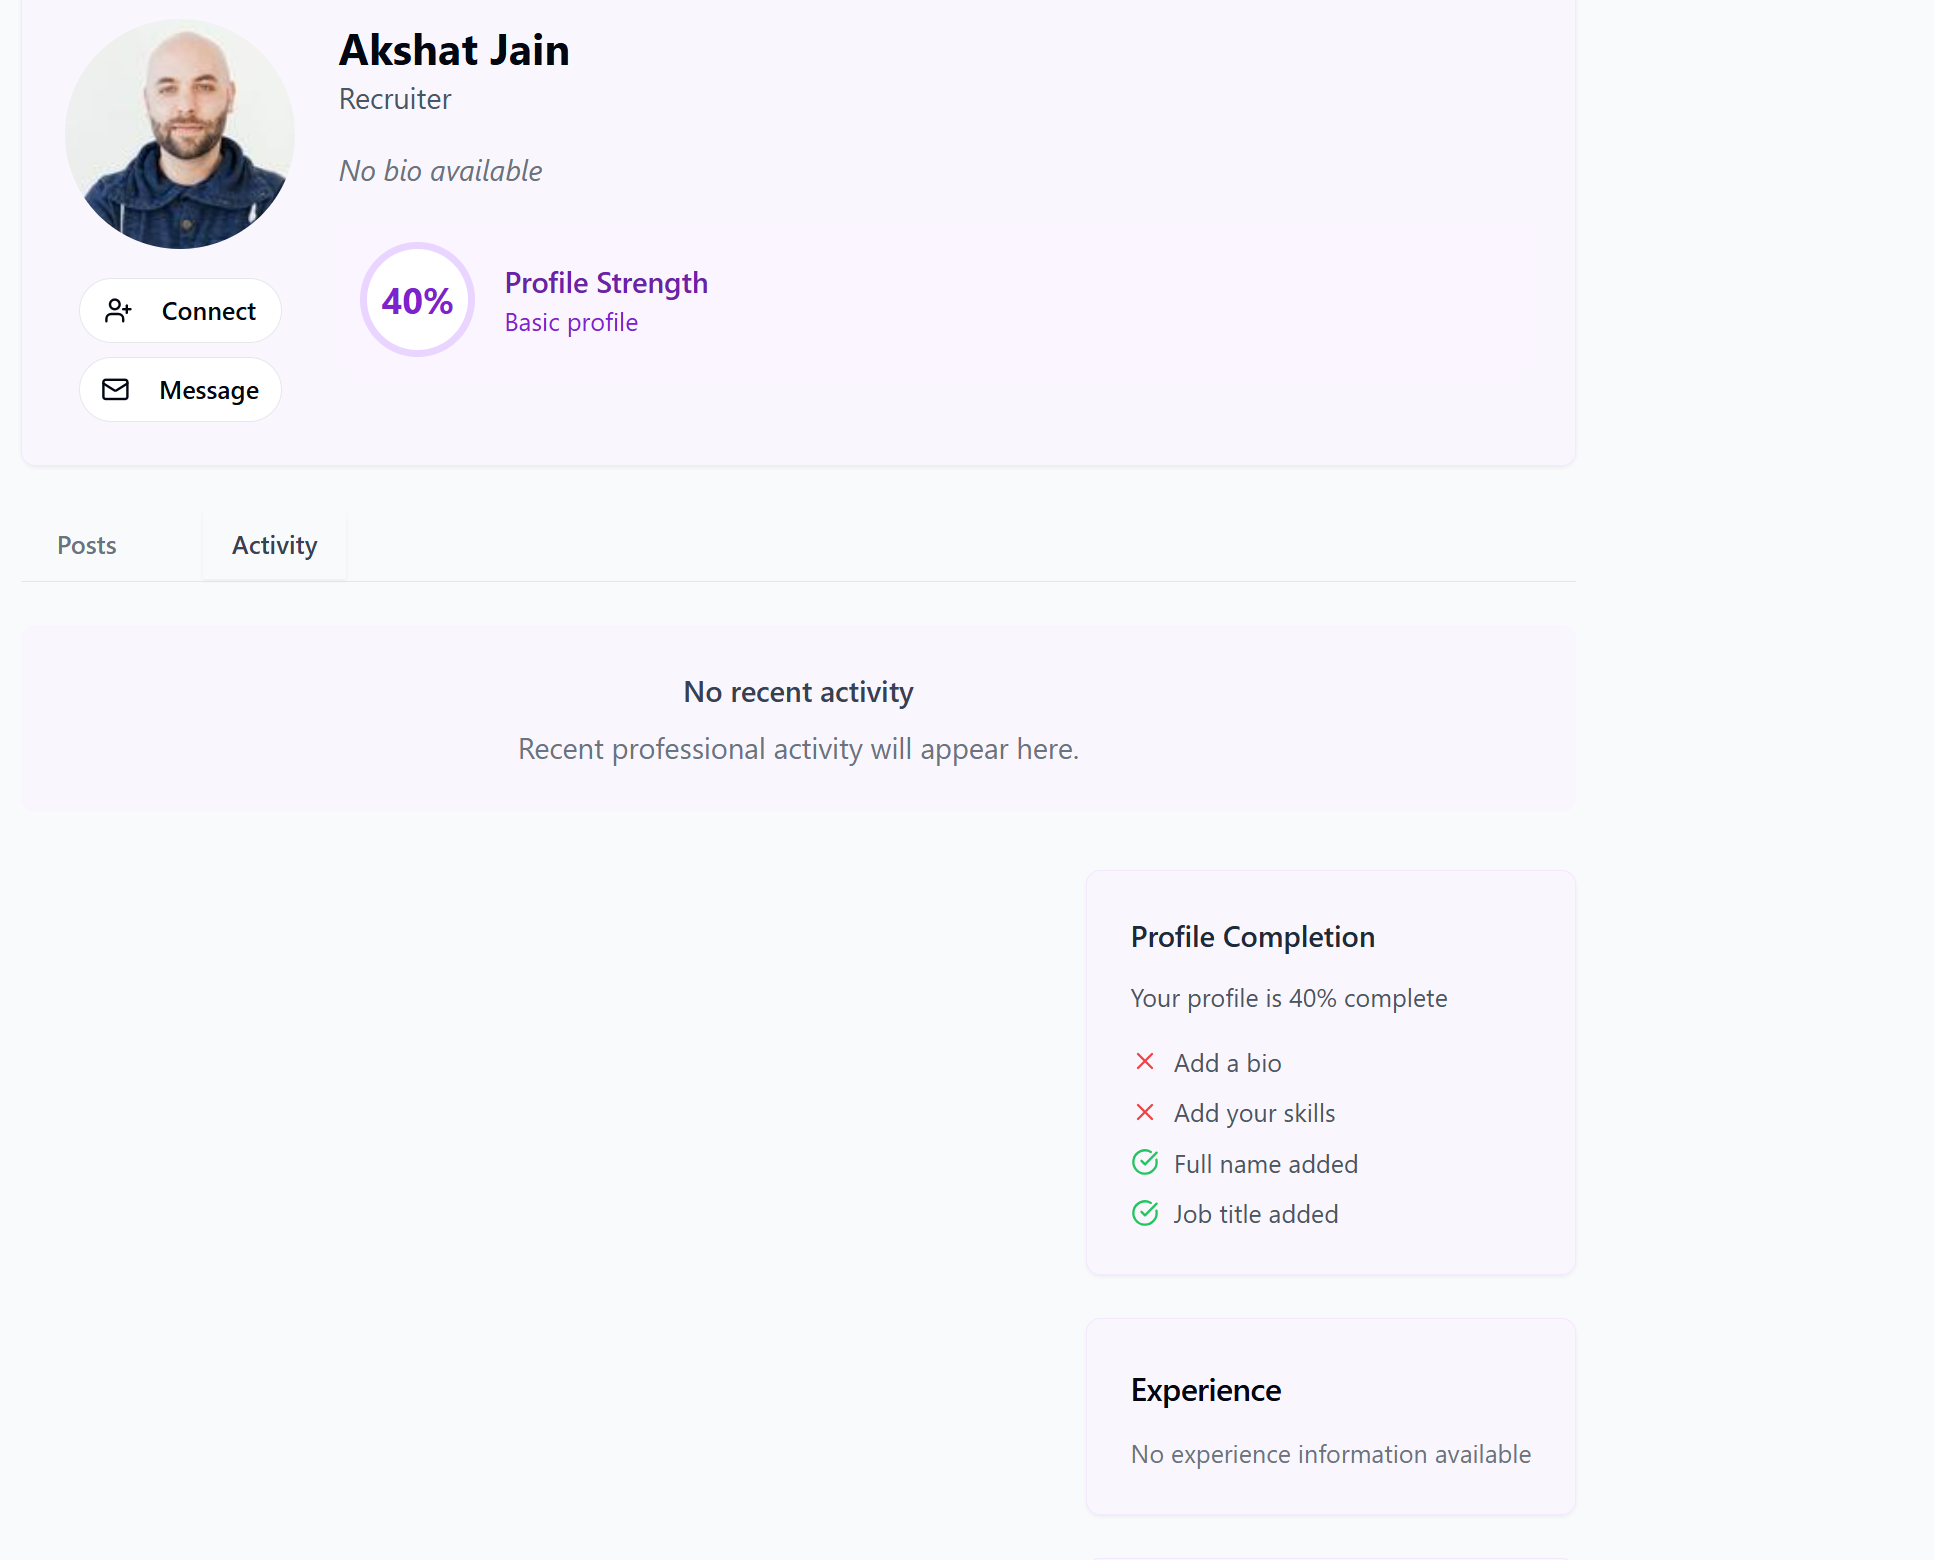 Akshat Jain
Recruiter
No bio available
40%
Profile Strength
Basic profile
Connect
Message
Posts
Activity
No recent activity
Recent professional activity will appear here.
Profile Completion
Your profile is 40% complete
Add a bio
Add your skills
Full name added
Job title added
Experience
No experience information available